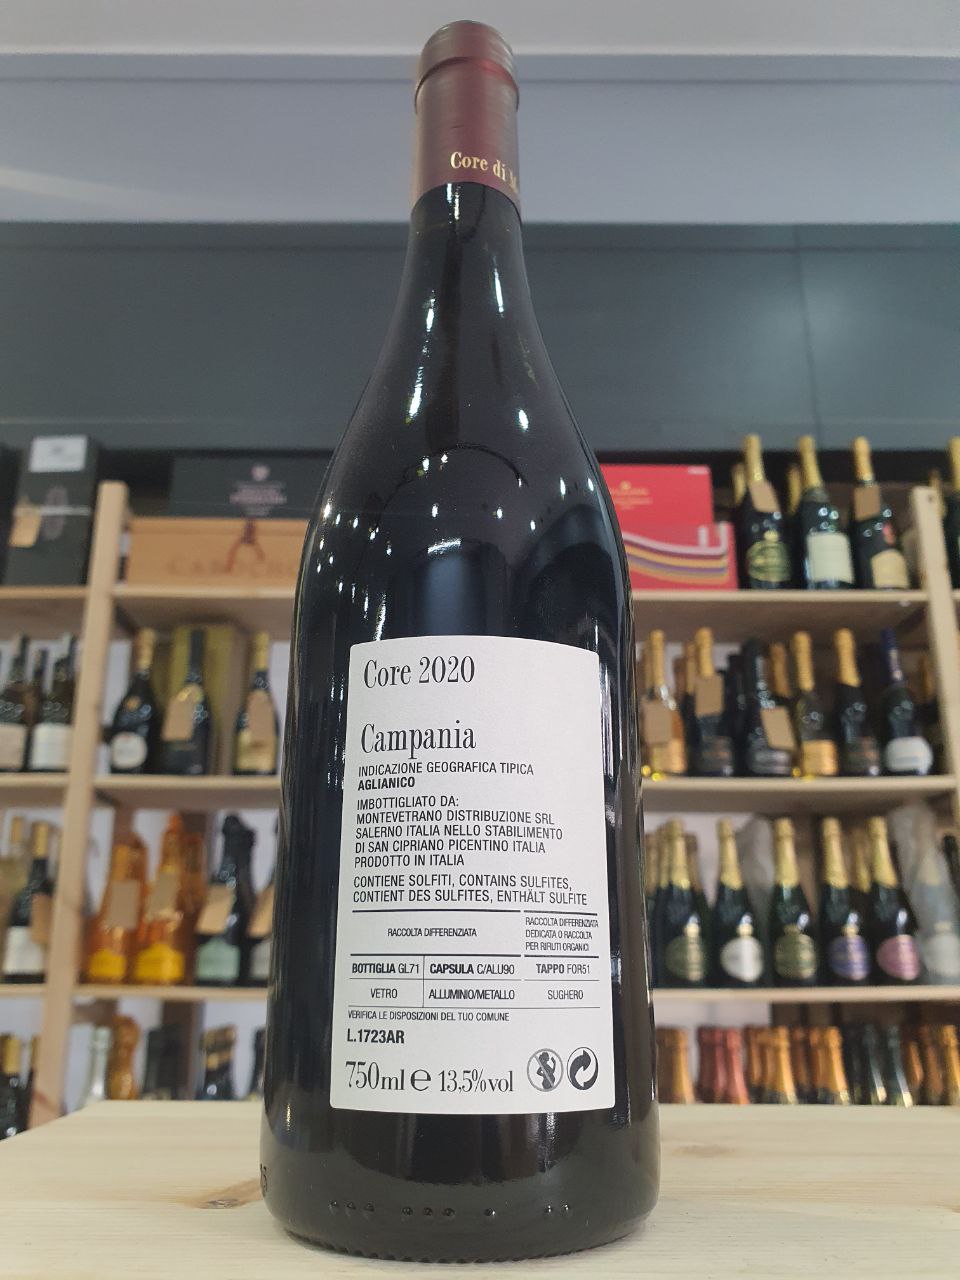 Core di
Core 2020
Campania
INDICAZIONE GEOGRAFICA TIPICA
AGLIANICO
IMBOTTIGLIATO DA:
MONTEVETRANO DISTRIBUZIONE SRL
SALERNO ITALIA NELLO STABILIMENTO
DI SAN CIPRIANO PICENTINO ITALIA
PRODOTTO IN ITALIA
CONTIENE SOLFITI, CONTAINS SULFITES,
CONTIENT DES SULFITES, ENTHÄLT SULFITE
RACCOLTA DIFFERENZIATA
RACCOLTA DIFFERENZIATA
DEDICATA O RACCOLTA
PER RIFIUTI ORGANICI
BOTTIGLIA GL71 CAPSULA C/ALU90 TAPPO FOR51
VETRO ALLUMINIO/METALLO SUGHERO
VERIFICA LE DISPOSIZIONI DEL TUO COMUNE
L.1723AR
750ml e 13,5%vol